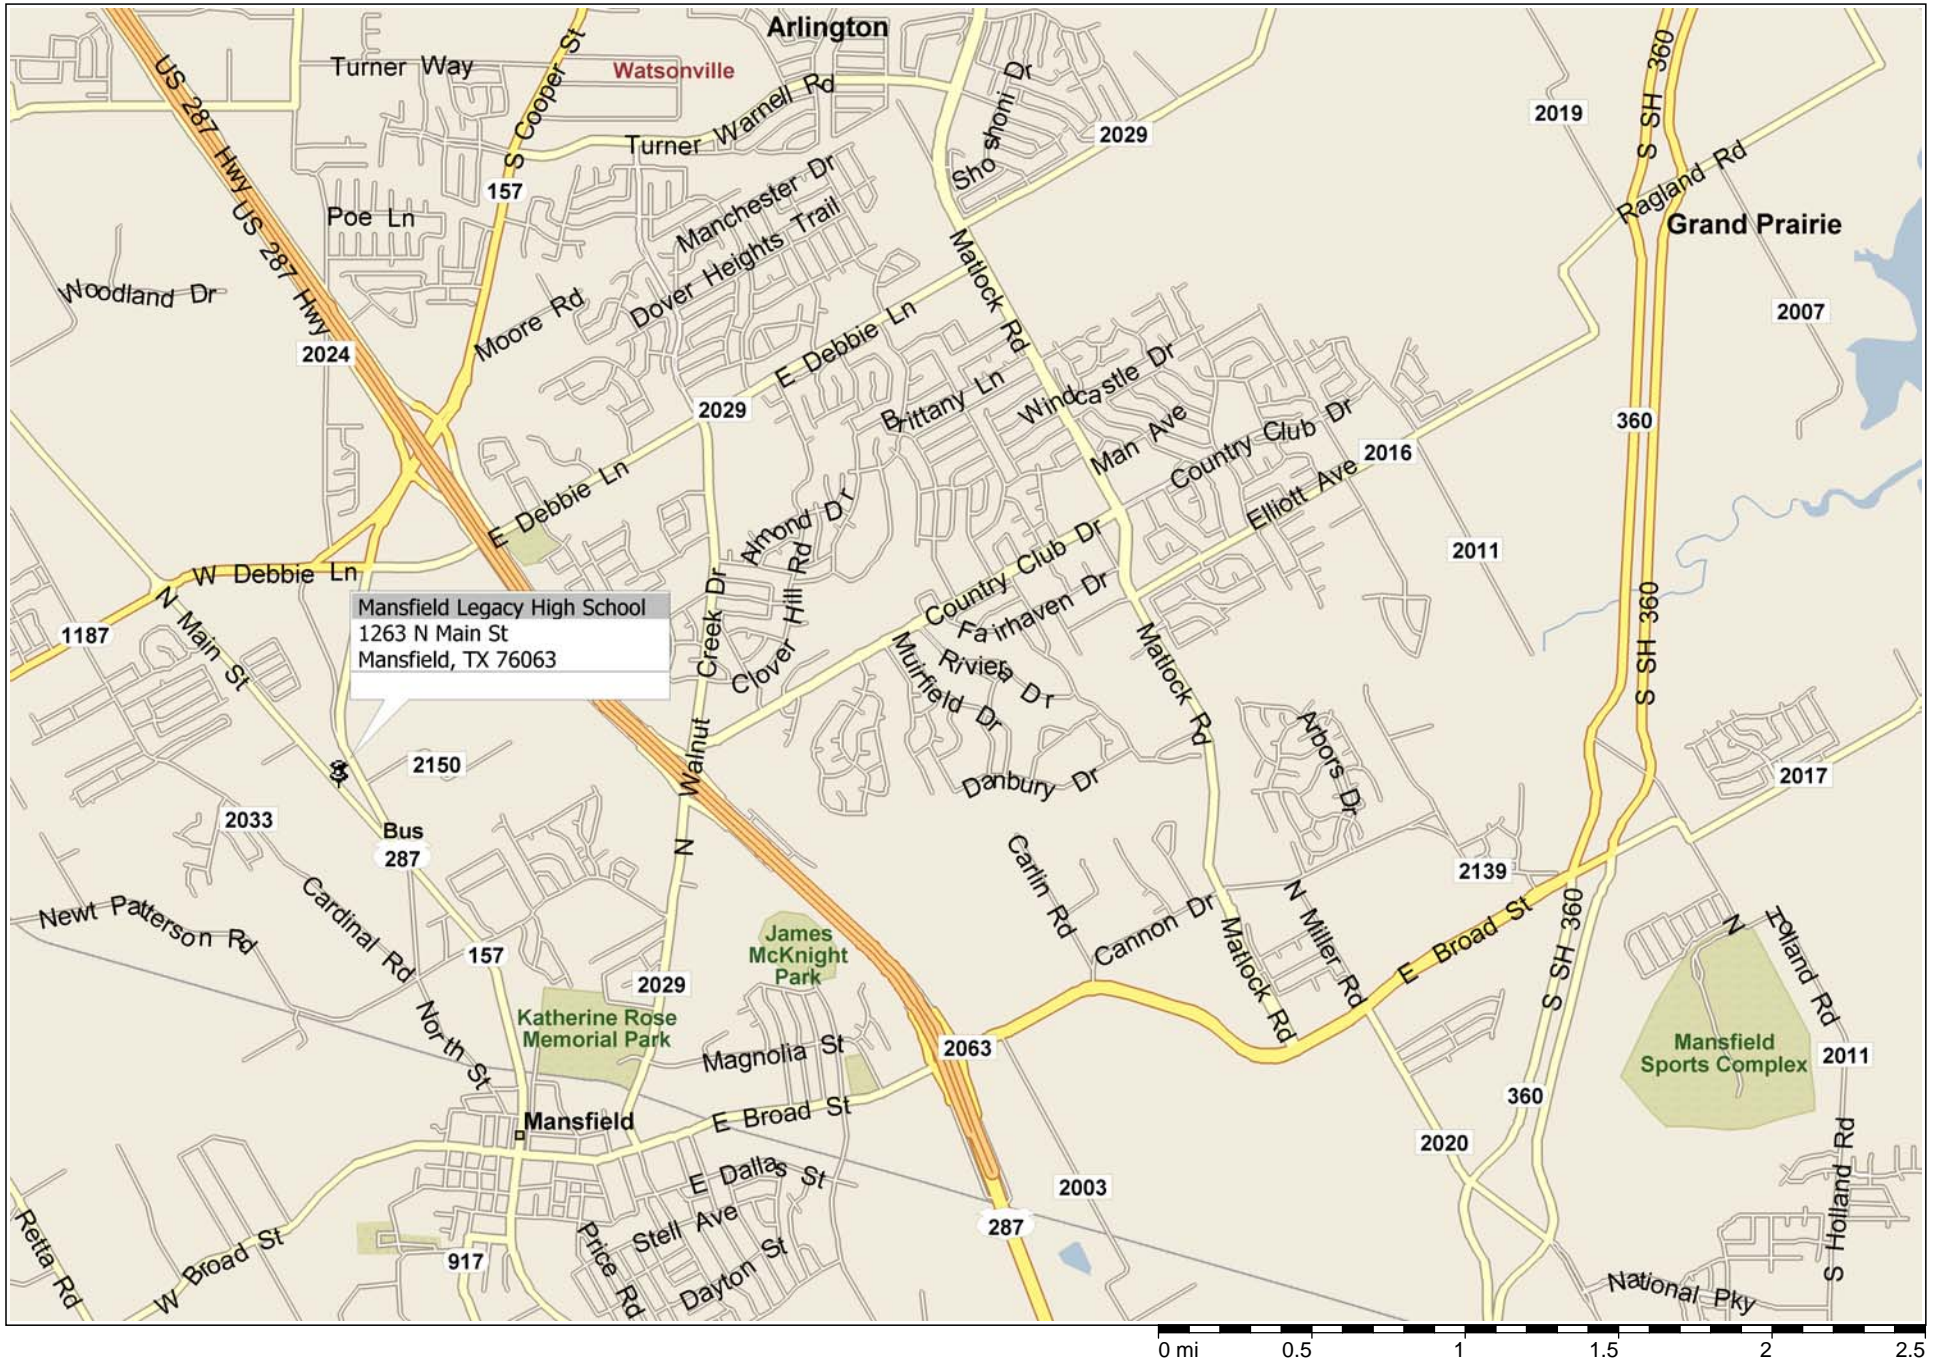 Arlington
Turner Way
S Cooper St
Watsonville
Turner Warnell Rd
Shoshoni Dr
2029
2019
S SH 360
US 287 Hwy
157
Manchester Dr
Ragland Rd
Grand Prairie
Poe Ln
US 287 Hwy
Dover Heights Trail
Matlock Rd
Woodland Dr
Moore Rd
E Debbie Ln
2007
2024
2029
Brittany Ln
Windcastle Dr
Man Ave
Country Club Dr
360
2016
E Debbie Ln
Almond Dr
Elliott Ave
2011
W Debbie Ln
Clover Hill Rd
Country Club Dr
Fairhaven Dr
S SH 360
1187
N Main St
Mansfield Legacy High School
1263 N Main St
Mansfield, TX 76063
N Walnut Creek Dr
Muirfield Dr
Riviera Dr
Matlock Rd
Arbors Dr
2150
Danbury Dr
2017
2033
Bus
287
Carlin Rd
2139
Newt Patterson Rd
Cardinal Rd
Cannon Dr
N Miller Rd
E Broad St
S SH 360
N Holland Rd
157
James
McKnight
Park
2029
Matlock Rd
North St
Katherine Rose
Memorial Park
Magnolia St
2063
Mansfield
Sports Complex
2011
360
Mansfield
E Broad St
2020
E Dallas St
2003
S Holland Rd
Retta Rd
W Broad St
Price Rd
Stell Ave
287
917
Dayton St
National Pky
0 mi 0.5 1 1.5 2 2.5